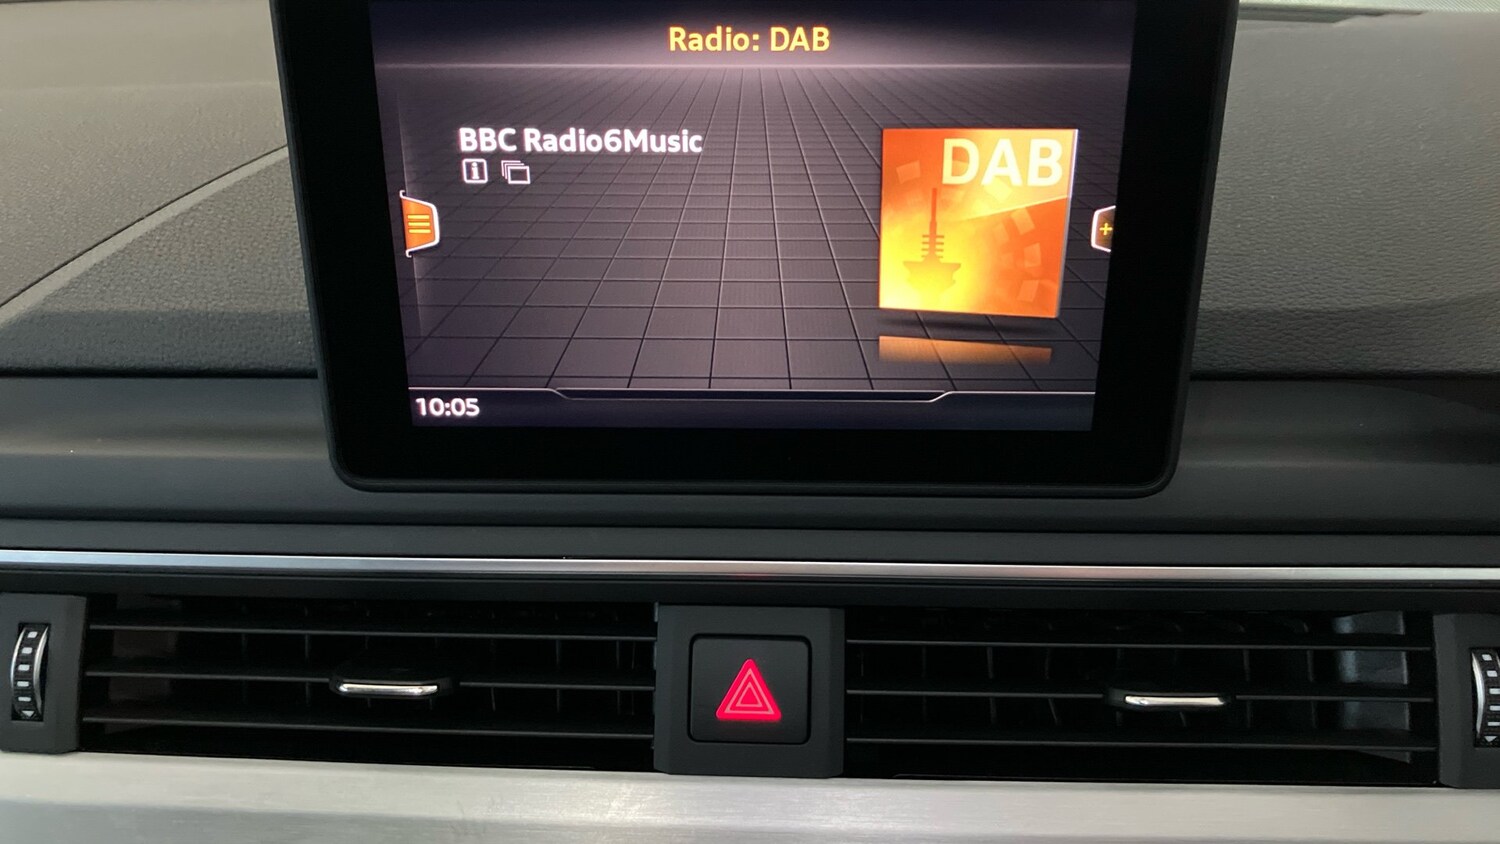 Radio: DAB
BBC Radio6Music
i
DAB
10:05